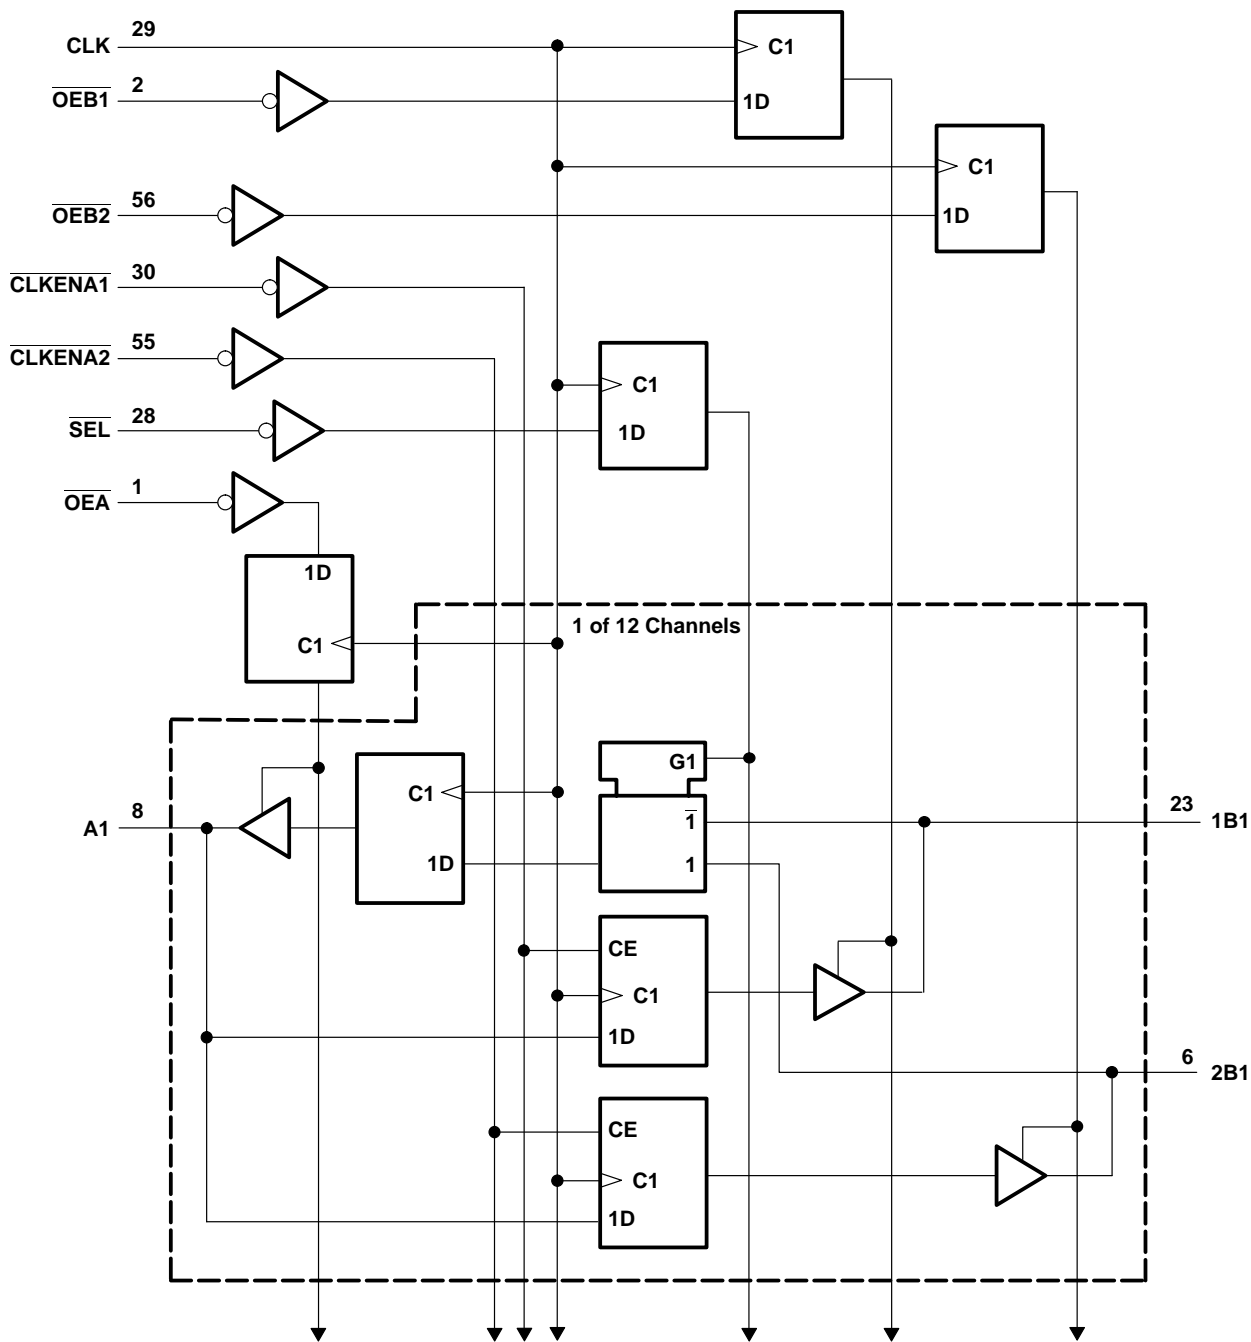 29
CLK
C1
2
OEB1
1D
C1
56
OEB2
1D
30
CLKENA1
55
CLKENA2
C1
28
SEL
1D
1
OEA
1D
1 of 12 Channels
C1
G1
C1
8
A1
1
23
1B1
1D
1
CE
C1
1D
6
2B1
CE
C1
1D